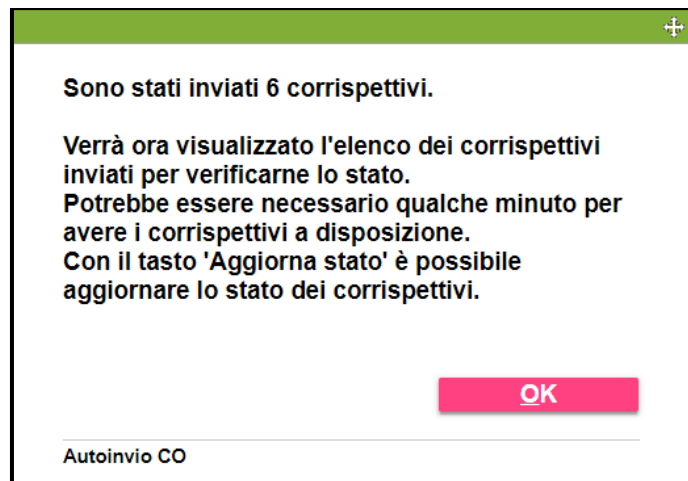 Sono stati inviati 6 corrispettivi.
Verrà ora visualizzato l'elenco dei corrispettivi
inviati per verificarne lo stato.
Potrebbe essere necessario qualche minuto per
avere i corrispettivi a disposizione.
Con il tasto 'Aggiorna stato' è possibile
aggiornare lo stato dei corrispettivi.
OK
Autoinvio CO